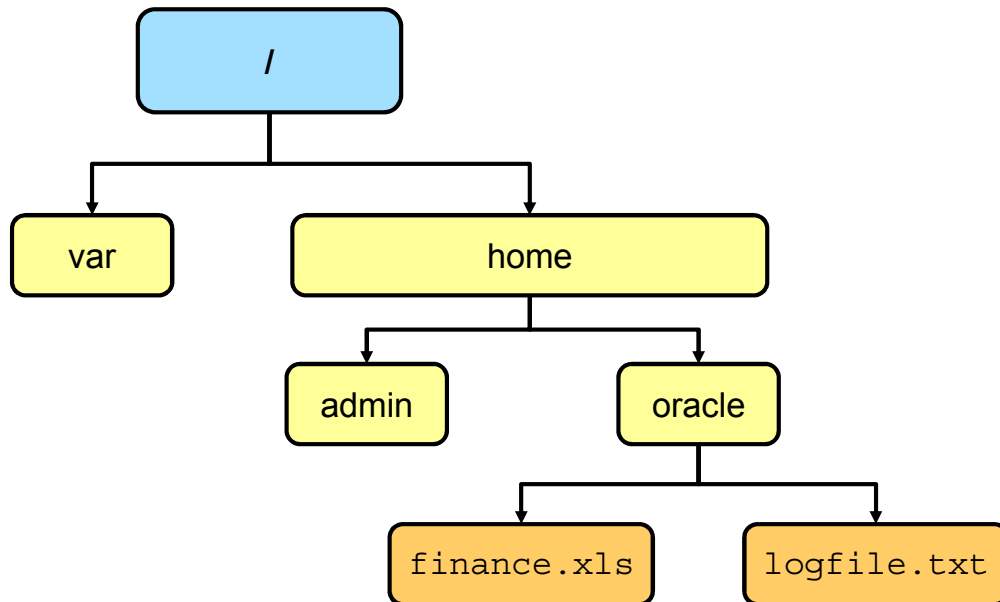 /
var
home
admin
oracle
finance.xls
logfile.txt